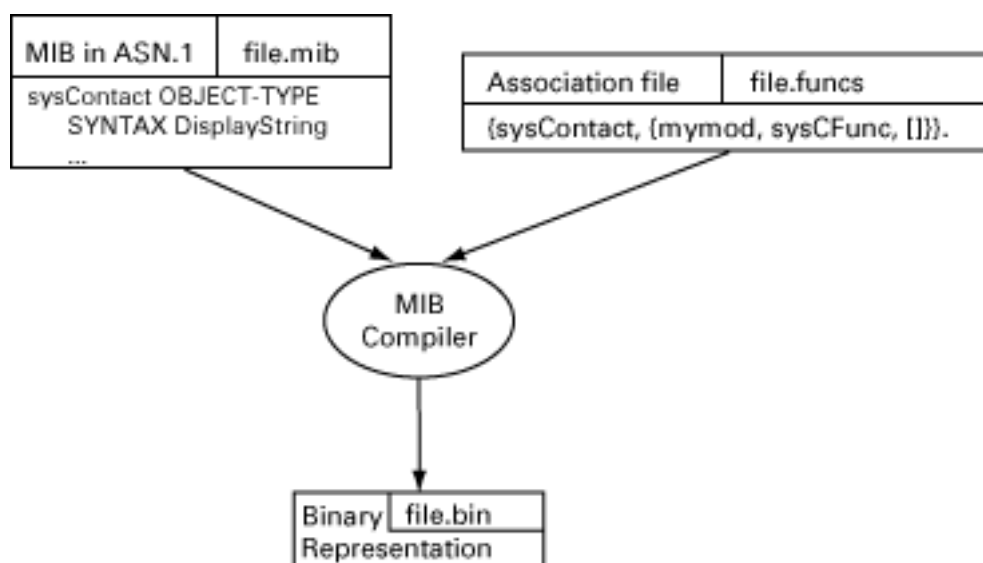 MIB in ASN.1
file.mib
sysContact OBJECT-TYPE
SYNTAX DisplayString
...
Association file
file.funcs
{sysContact, {mymod, sysCFunc, []}}.
MIB
Compiler
Binary
file.bin
Representation